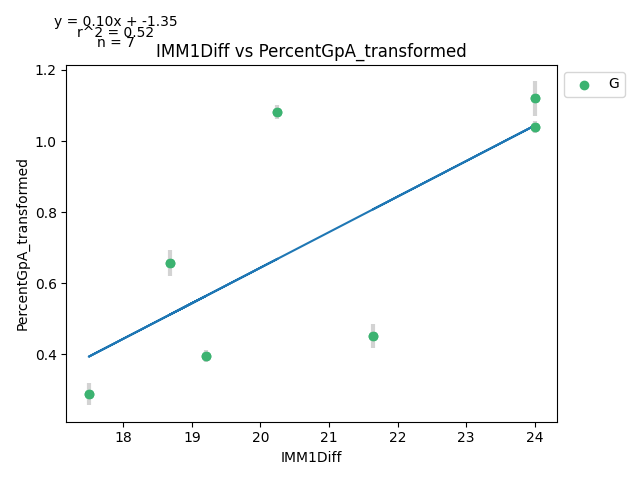 y = 0.10x + -1.35
r^2 = 0.52
n = 7
IMM1Diff vs PercentGpA_transformed
G
1.2
1.0
0.8
0.6
0.4
PercentGpA_transformed
18 19 20 21 22 23 24
IMM1Diff